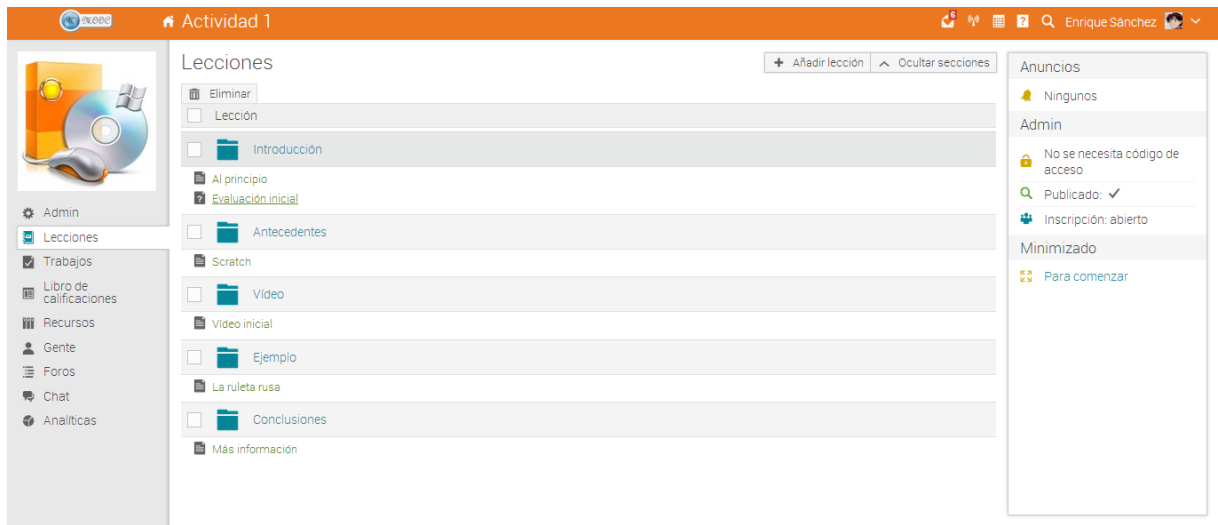 XOOC
Actividad 1
6
Enrique Sánchez
Admin
Lecciones
Trabajos
Libro de
calificaciones
Recursos
Gente
Foros
Chat
Analíticas
Lecciones
Añadir lección
Ocultar secciones
Eliminar
Lección
Introducción
Al principio
Evaluación inicial
Antecedentes
Scratch
Vídeo
Vídeo inicial
Ejemplo
La ruleta rusa
Conclusiones
Más información
Anuncios
Ningunos
Admin
No se necesita código de
acceso
Publicado:
Inscripción: abierto
Minimizado
Para comenzar